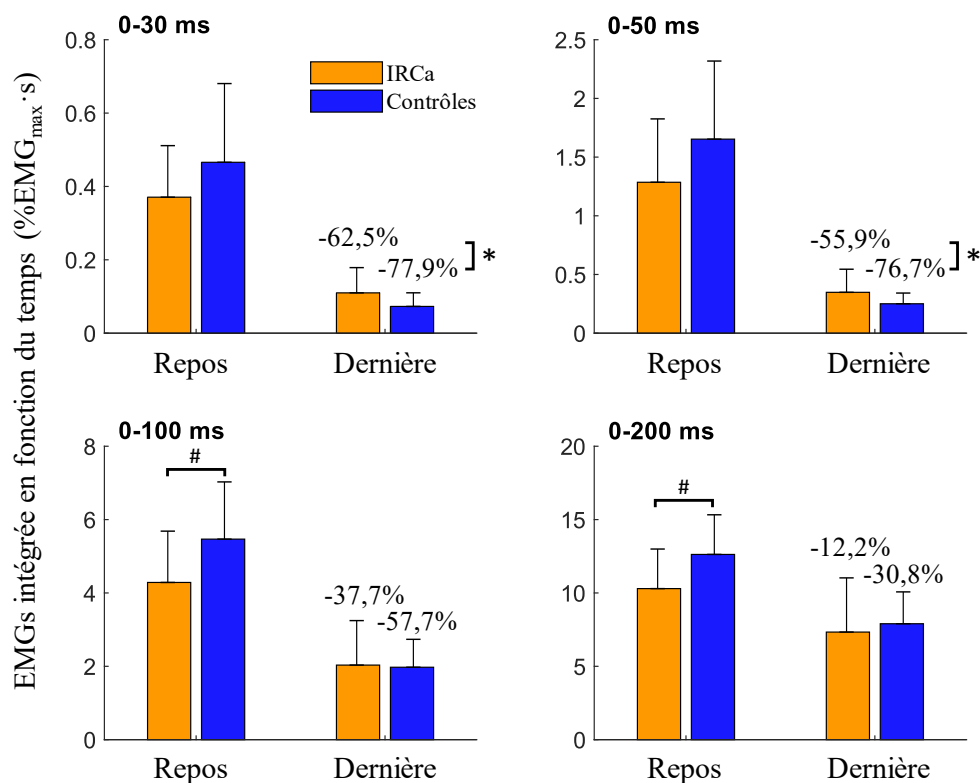 EMGs intégrée en fonction du temps (%EMGmax·s)
0-30 ms
0.8
0.6
0.4
0.2
0
IRCa
Contrôles
-62,5%
-77,9%
*
Repos
Dernière
0-50 ms
2.5
2
1.5
1
0.5
0
-55,9%
-76,7%
*
Repos
Dernière
0-100 ms
8
6
4
2
0
#
-37,7%
-57,7%
Repos
Dernière
0-200 ms
20
15
10
5
0
#
-12,2%
-30,8%
Repos
Dernière